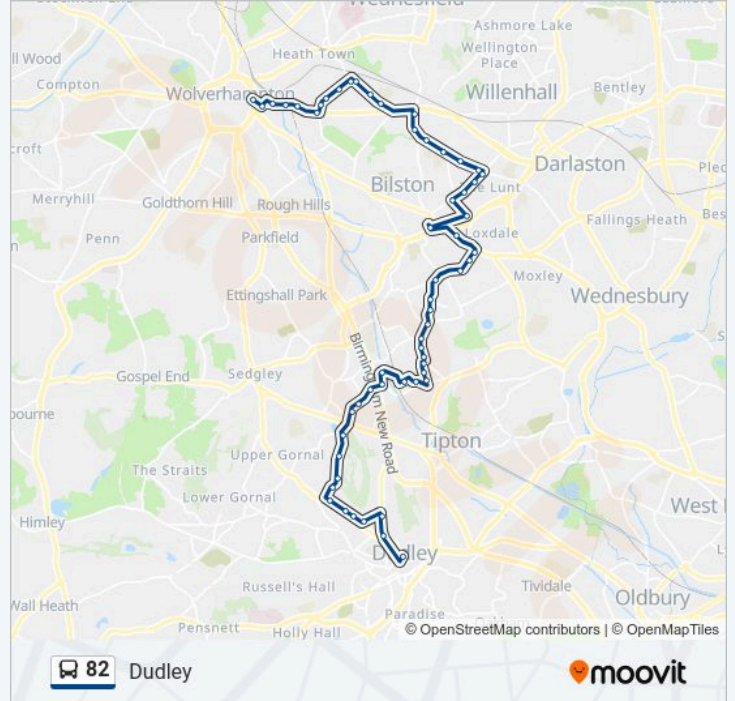 Wednesfield
Ashmore Lake
Heath Town
Wellington
Place
ll Wood
Compton
Wolverhampton
Willenhall
Bentley
croft
Darlaston
Bilston
Merryhill
Goldthorn Hill
Rough Hills
Fallings Heath
Penn
Parkfield
Loxdale
Moxley
Ettingshall Park
Wednesbury
Birmingham New Road
Gospel End
Sedgley
Tipton
Upper Gornal
The Straits
Lower Gornal
West
Himley
Dudley
Russell's Hall
Tividale
Oldbury
Wall Heath
Paradise
Pensnett
Holly Hall
© OpenStreetMap contributors | © OpenMapTiles
82 Dudley
moovit